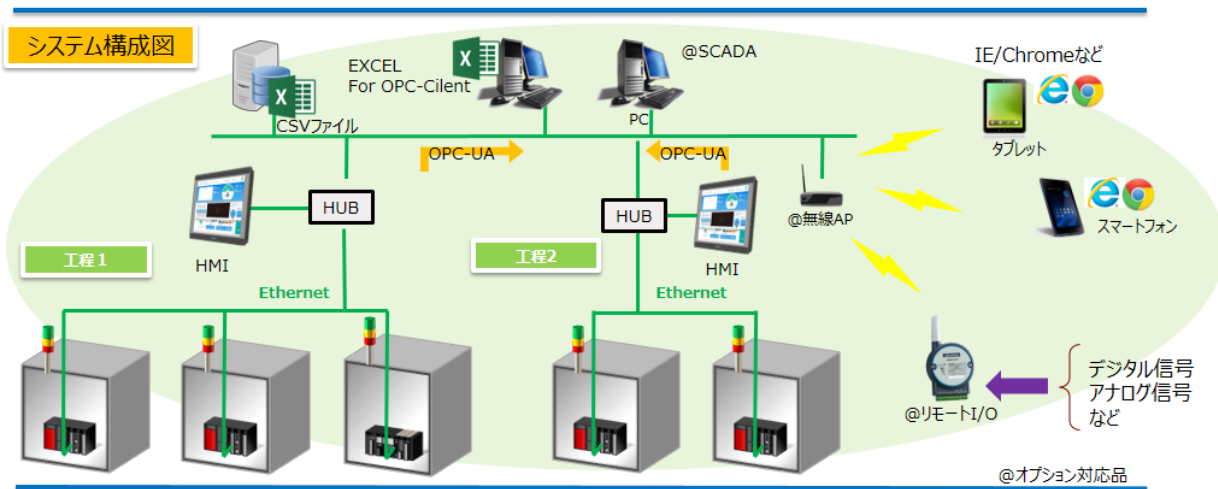 システム構成図
EXCEL
For OPC-Cilent
@SCADA
IE/Chromeなど
CSVファイル
PC
タブレット
OPC-UA
OPC-UA
HUB
HUB
@無線AP
スマートフォン
工程1
工程2
HMI
HMI
Ethernet
Ethernet
デジタル信号
アナログ信号
など
@リモートI/O
@オプション対応品